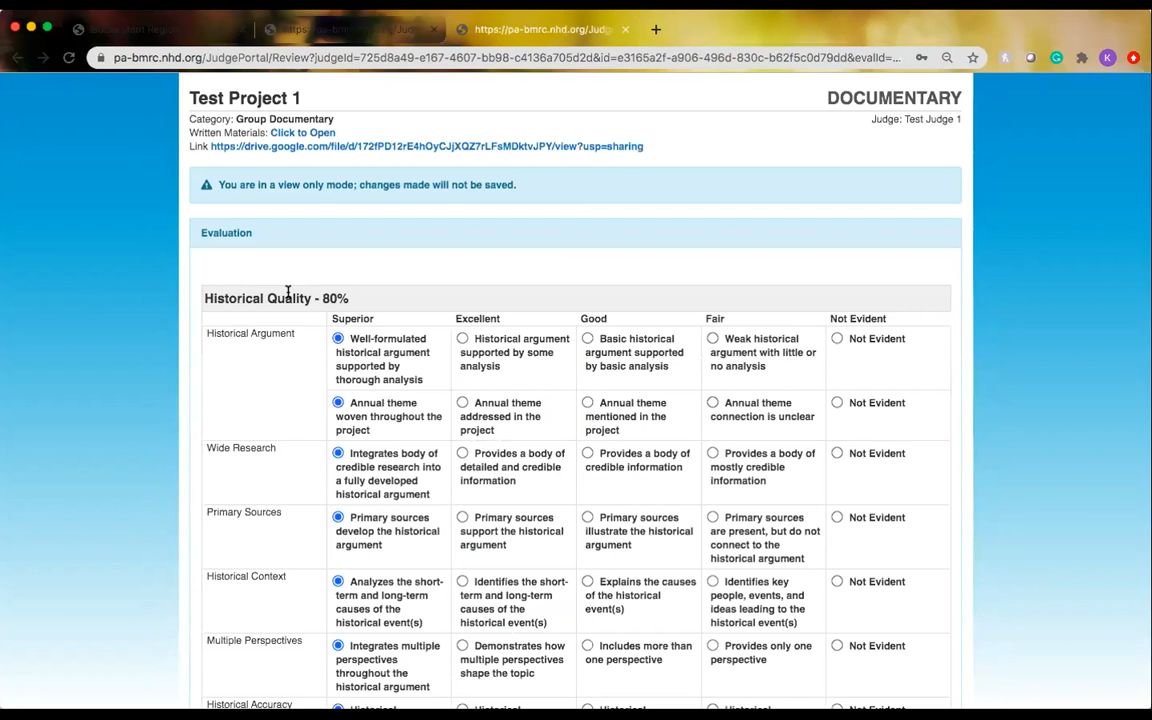 https://pa-bmrc.nhd.org/Judg
pa-bmrc.nhd.org/JudgePortal/Review?judgeId=725d8a49-e167-4607-bb98-c4136a705d2d&id=e3165a2f-a906-496d-830c-b62f5c0d79dd&evalId=...
K
Test Project 1
DOCUMENTARY
Category: Group Documentary
Judge: Test Judge 1
Written Materials: Click to Open
Link https://drive.google.com/file/d/172fPD12rE4hOyCJjXQZ7rLFsMDktvJPY/view?usp=sharing
You are in a view only mode; changes made will not be saved.
Evaluation
Historical Quality - 80%
Superior Excellent Good Fair Not Evident
Historical Argument
Well-formulated
historical argument
supported by
thorough analysis
Historical argument
supported by some
analysis
Basic historical
argument supported
by basic analysis
Weak historical
argument with little or
no analysis
Not Evident
Annual theme
woven throughout the
project
Annual theme
addressed in the
project
Annual theme
mentioned in the
project
Annual theme
connection is unclear
Not Evident
Wide Research
Integrates body of
credible research into
a fully developed
historical argument
Provides a body of
detailed and credible
information
Provides a body of
credible information
Provides a body of
mostly credible
information
Not Evident
Primary Sources
Primary sources
develop the historical
argument
Primary sources
support the historical
argument
Primary sources
illustrate the historical
argument
Primary sources
are present, but do not
connect to the
historical argument
Not Evident
Historical Context
Analyzes the short-
term and long-term
causes of the
historical event(s)
Identifies the short-
term and long-term
causes of the
historical event(s)
Explains the causes
of the historical
event(s)
Identifies key
people, events, and
ideas leading to the
historical event(s)
Not Evident
Multiple Perspectives
Integrates multiple
perspectives
throughout the
historical argument
Demonstrates how
multiple perspectives
shape the topic
Includes more than
one perspective
Provides only one
perspective
Not Evident
Historical Accuracy
Historical
Historical
Historical
Historical
Not Evident